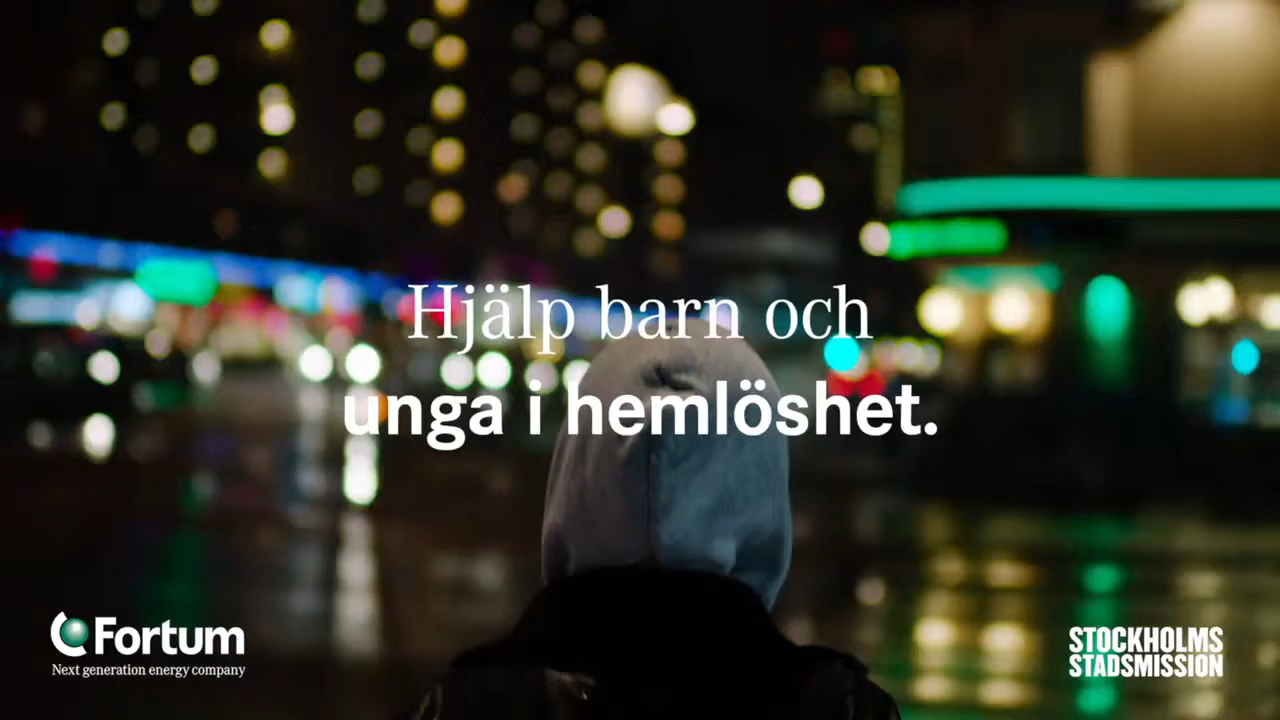 Hjälp barn och
unga i hemlöshet.
Fortum
Next generation energy company
STOCKHOLMS
STADSMISSION